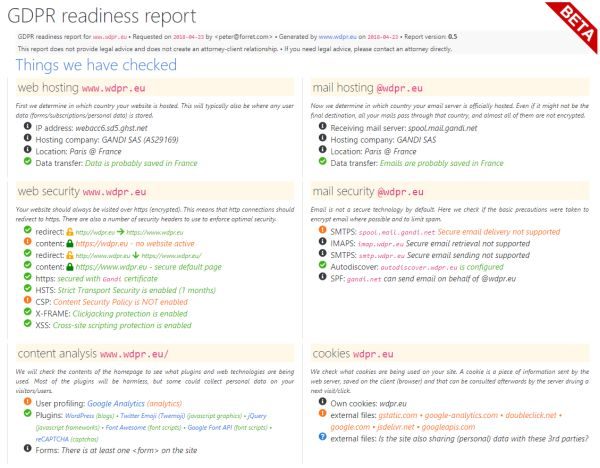 GDPR readiness report
BETA
GDPR readiness report for www.wdpr.eu • Requested on 2018-04-23 by <peter@forret.com> • Generated by www.wdpr.eu on 2018-04-23 • Report version: 0.5
This report does not provide legal advice and does not create an attorney-client relationship. • If you need legal advice, please contact an attorney directly.
Things we have checked
web hosting www.wdpr.eu
First we determine in which country your website is hosted. This will typically also be where any user
data (forms/subscriptions/personal data) is stored.
IP address: webacc6.sd5.ghst.net
Hosting company: GANDI SAS (AS29169)
Location: Paris @ France
Data transfer: Data is probably saved in France
mail hosting @wdpr.eu
Now we determine in which country your email server is officially hosted. Even if it might not be the
final destination, all your mails pass through that country, and almost all of them are not encrypted.
Receiving mail server: spool.mail.gandi.net
Hosting company: GANDI SAS
Location: Paris @ France
Data transfer: Emails are probably saved in France
web security www.wdpr.eu
Your website should always be visited over https (encrypted). This means that http connections should
redirect to https. There are also a number of security headers to use to enforce optimal security.
redirect: http://wdpr.eu → https://www.wdpr.eu
content: https://wdpr.eu - no website active
redirect: http://www.wdpr.eu → https://www.wdpr.eu/
content: https://www.wdpr.eu - secure default page
https: secured with Gandi certificate
HSTS: Strict Transport Security is enabled (1 months)
CSP: Content Security Policy is NOT enabled
X-FRAME: Clickjacking protection is enabled
XSS: Cross-site scripting protection is enabled
mail security @wdpr.eu
Email is not a secure technology by default. Here we check if the basic precautions were taken to
encrypt email where possible and to limit spam.
SMTPS: spool.mail.gandi.net Secure email delivery not supported
IMAPS: imap.wdpr.eu Secure email retrieval not supported
SMTPS: smtp.wdpr.eu Secure email sending not supported
Autodiscover: autodiscover.wdpr.eu is configured
SPF: gandi.net can send email on behalf of @wdpr.eu
content analysis www.wdpr.eu/
We will check the contents of the homepage to see what plugins and web technologies are being
used. Most of the plugins will be harmless, but some could collect personal data on your
visitors/users.
User profiling: Google Analytics (analytics)
Plugins: WordPress (blogs) • Twitter Emoji (Twemoji) (javascript graphics) • jQuery
(javascript frameworks) • Font Awesome (font scripts) • Google Font API (font scripts) •
reCAPTCHA (captchas)
Forms: There is at least one <form> on the site
cookies wdpr.eu
We check what cookies are being used on your site. A cookie is a piece of information sent by the
web server, saved on the client (browser) and that can be consulted afterwards by the server druing a
next visit/click.
Own cookies: wdpr.eu
external files: gstatic.com • google-analytics.com • doubleclick.net •
google.com • jsdelivr.net • googleapis.com
external files: Is the site also sharing (personal) data with these 3rd parties?